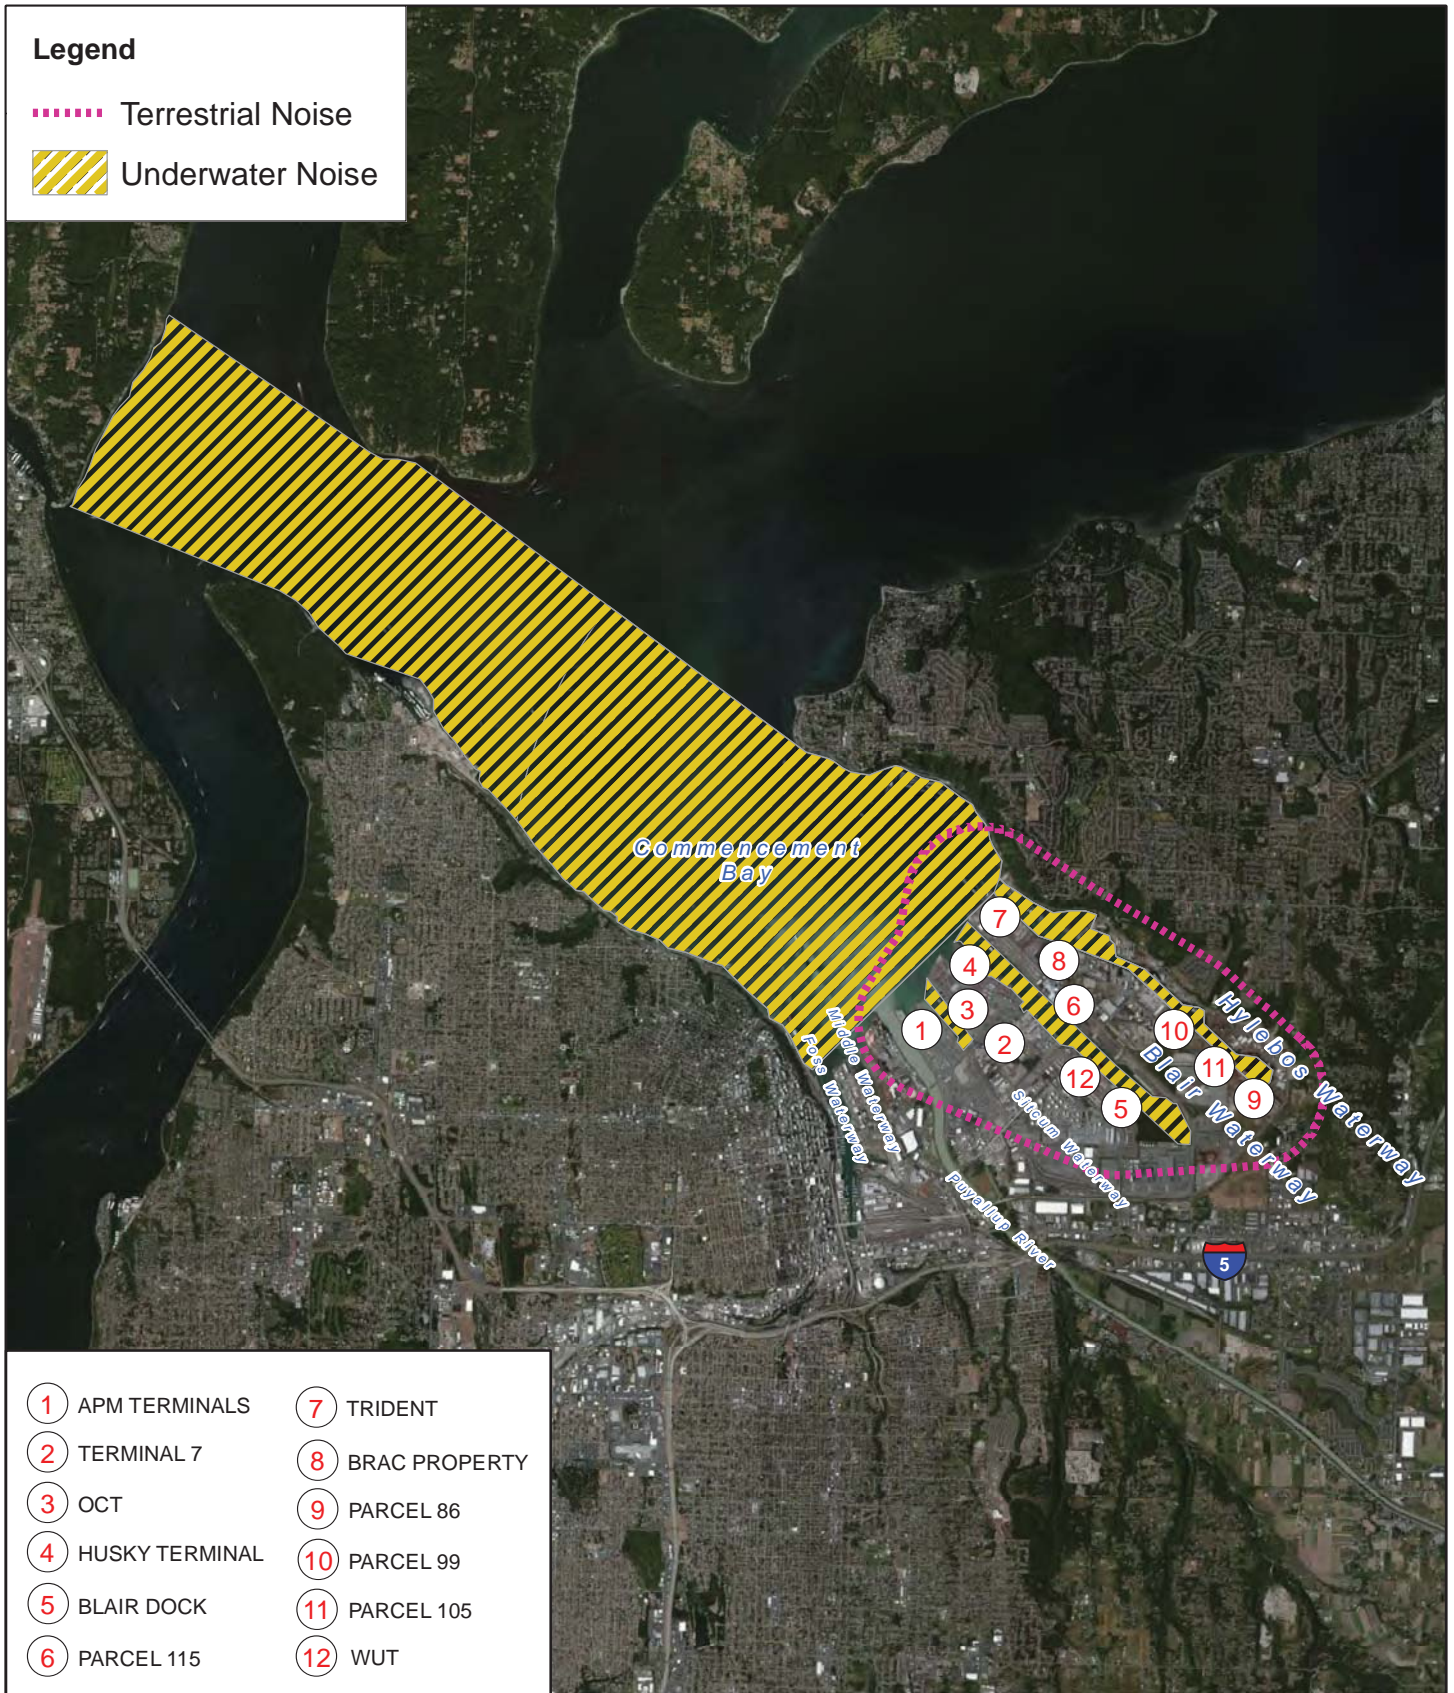 Legend
Terrestrial Noise
Underwater Noise
Commencement
Bay
7
4
8
3
6
1
2
10
11
12
9
5
Middle Waterway
Foss Waterway
Hylebos Waterway
Blair Waterway
Sitcum Waterway
Puyallup River
5
1 APM TERMINALS
2 TERMINAL 7
3 OCT
4 HUSKY TERMINAL
5 BLAIR DOCK
6 PARCEL 115
7 TRIDENT
8 BRAC PROPERTY
9 PARCEL 86
10 PARCEL 99
11 PARCEL 105
12 WUT